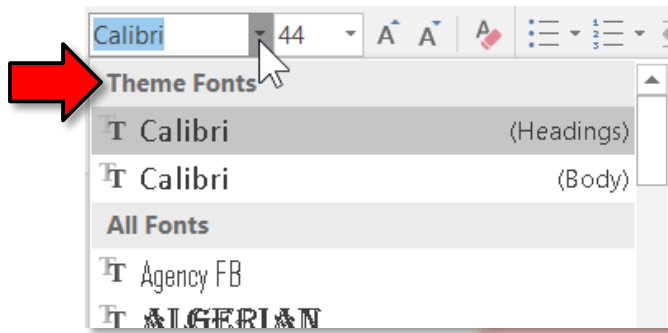 Calibri 44
Theme Fonts
Calibri (Headings)
Calibri (Body)
All Fonts
Agency FB
ALGERIAN